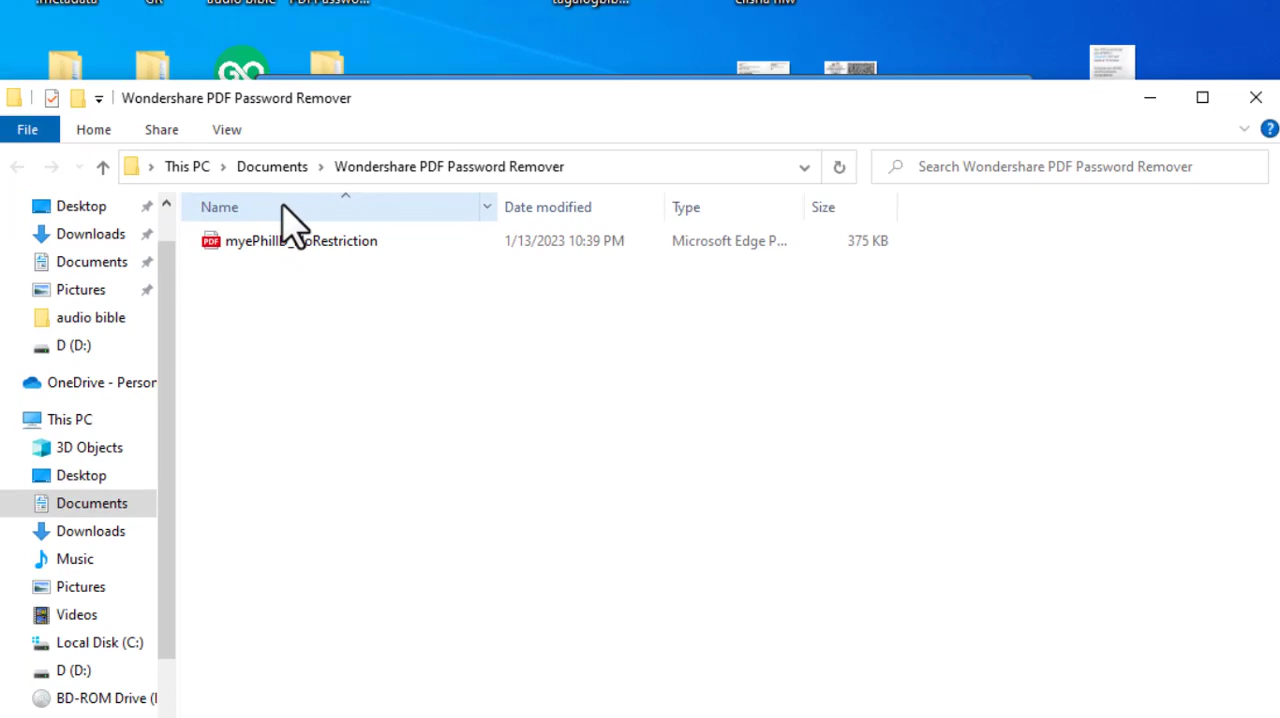 .metadata
GR
audio bible
Wondershare PDF Password Remover
File
Home
Share
View
?
This PC
Documents
Wondershare PDF Password Remover
Search Wondershare PDF Password Remover
Name
Date modified
Type
Size
PDF
1/13/2023 10:39 PM
Microsoft Edge P...
375 KB
Desktop
Downloads
Documents
Pictures
audio bible
D (D:)
OneDrive - Person
This PC
3D Objects
Desktop
Documents
Downloads
Music
Pictures
Videos
Local Disk (C:)
D (D:)
BD-ROM Drive (